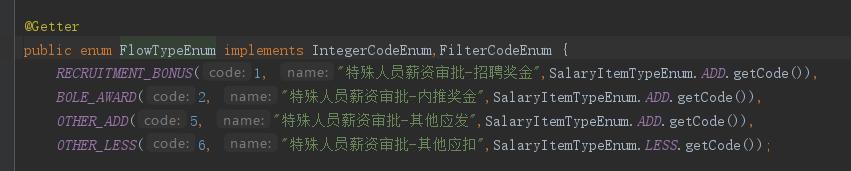 @Getter
public enum FlowTypeEnum implements IntegerCodeEnum,FilterCodeEnum {
RECRUITMENT_BONUS( code: 1, name: "特殊人员薪资审批-招聘奖金",SalaryItemTypeEnum.ADD.getCode()),
BOLE_AWARD( code: 2, name: "特殊人员薪资审批-内推奖金",SalaryItemTypeEnum.ADD.getCode()),
OTHER_ADD( code: 5, name: "特殊人员薪资审批-其他应发",SalaryItemTypeEnum.ADD.getCode()),
OTHER_LESS( code: 6, name: "特殊人员薪资审批-其他应扣",SalaryItemTypeEnum.LESS.getCode());